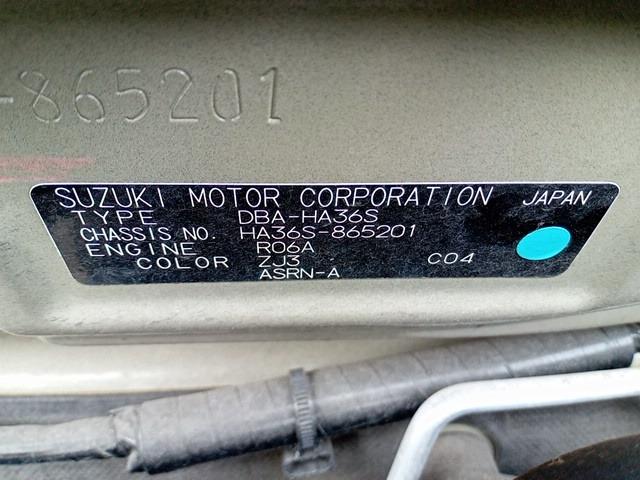 -865201
SUZUKI MOTOR CORPORATION JAPAN
TYPE DBA-HA36S
CHASSIS NO. HA36S-865201
ENGINE R06A
COLOR ZJ3 C04
ASRN-A